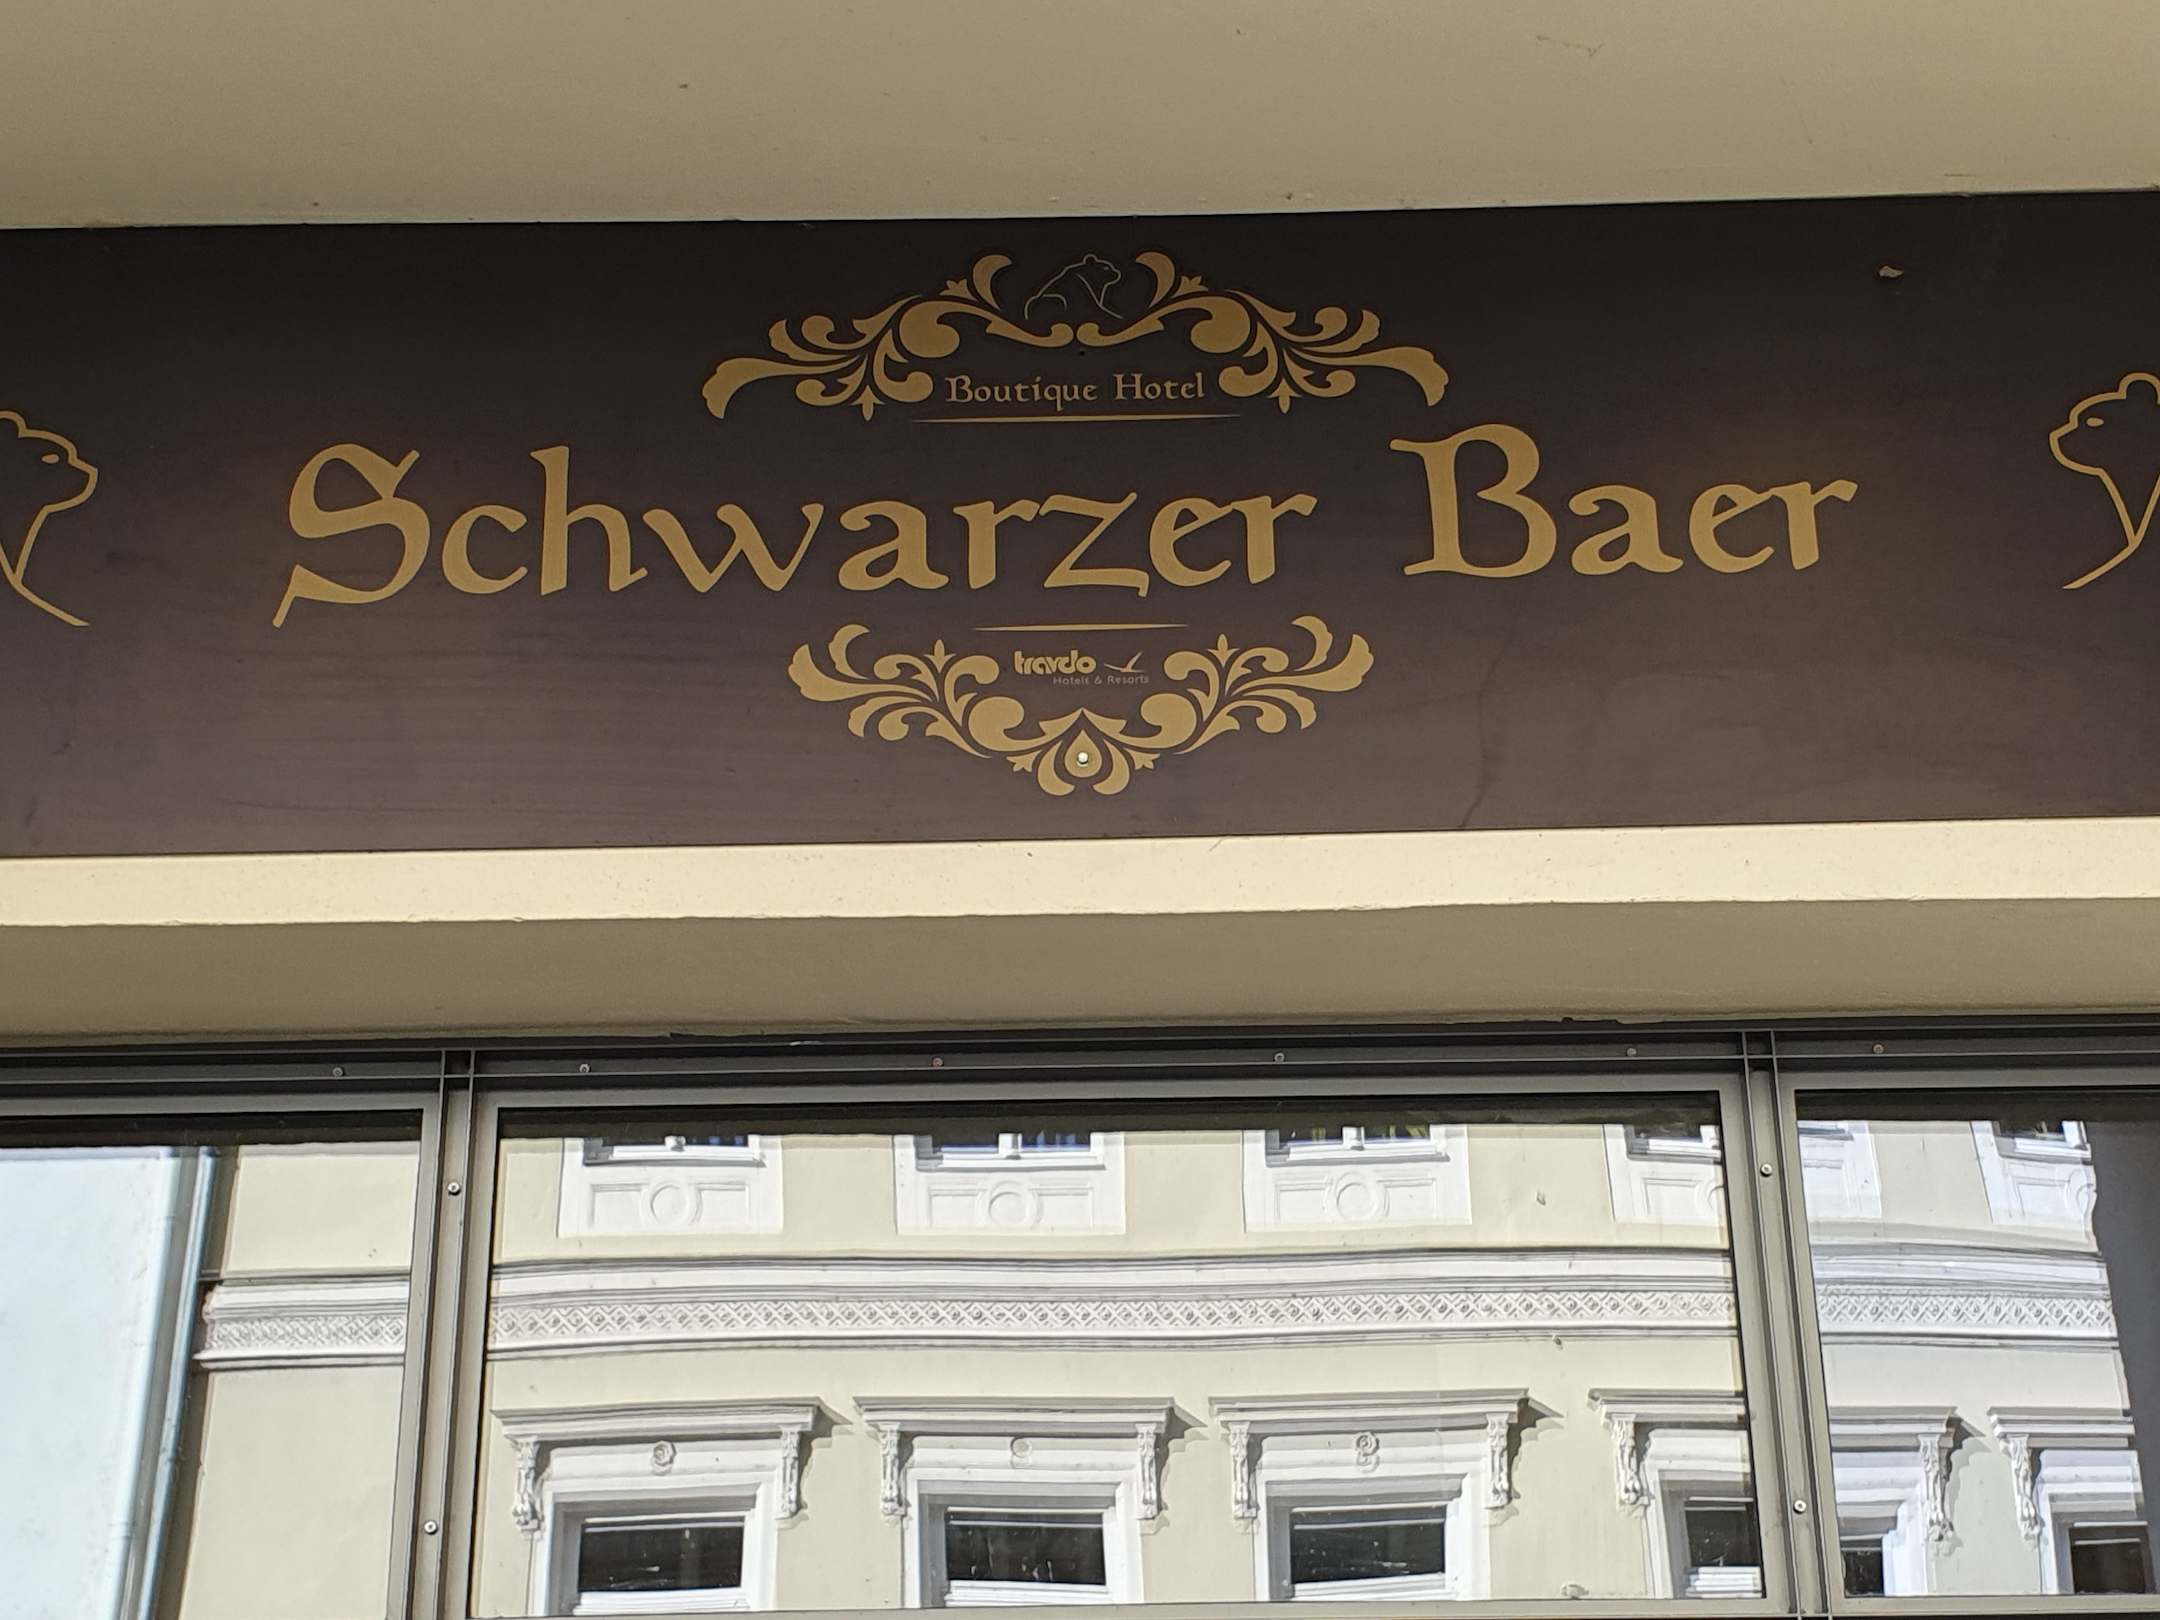 Boutique Hotel
Schwarzer Baer
travdo
Hotels & Resorts